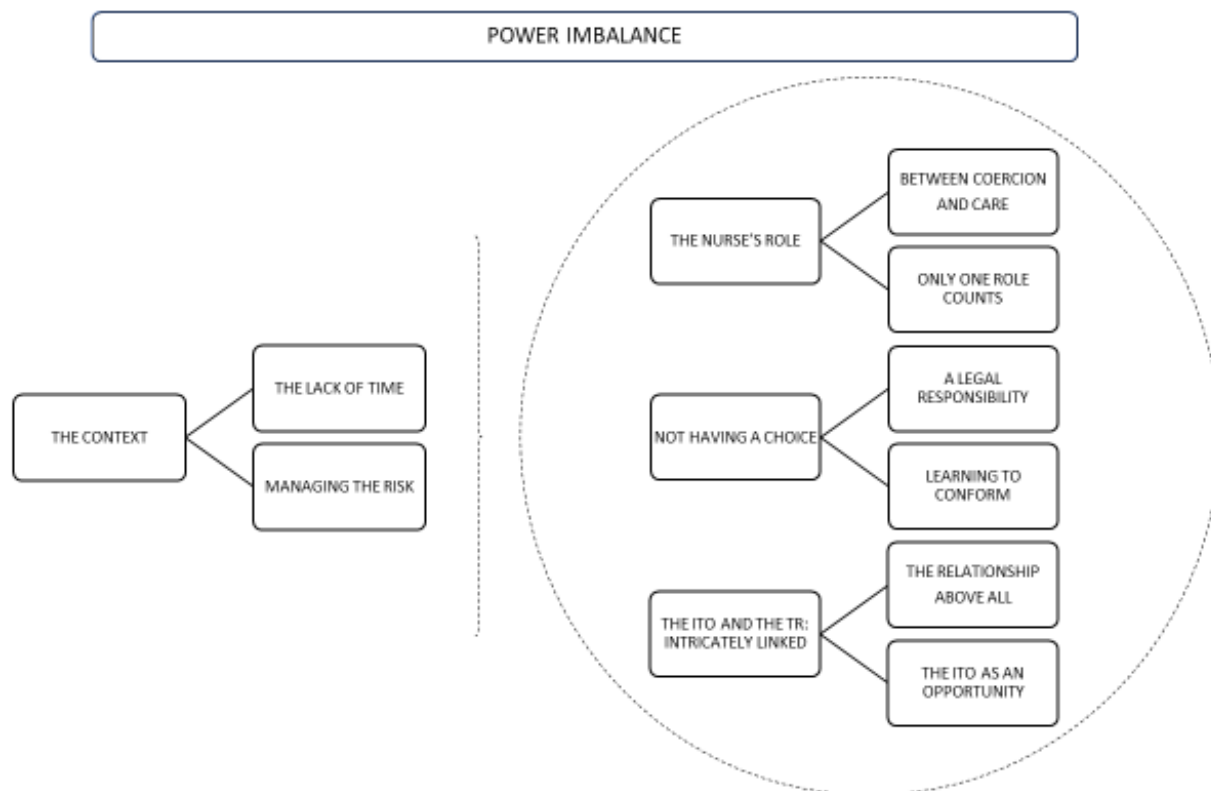 POWER IMBALANCE
THE CONTEXT
THE LACK OF TIME
MANAGING THE RISK
THE NURSE'S ROLE
BETWEEN COERCION
AND CARE
ONLY ONE ROLE
COUNTS
NOT HAVING A CHOICE
A LEGAL
RESPONSIBILITY
LEARNING TO
CONFORM
THE ITO AND THE TR:
INTRICATELY LINKED
THE RELATIONSHIP
ABOVE ALL
THE ITO AS AN
OPPORTUNITY